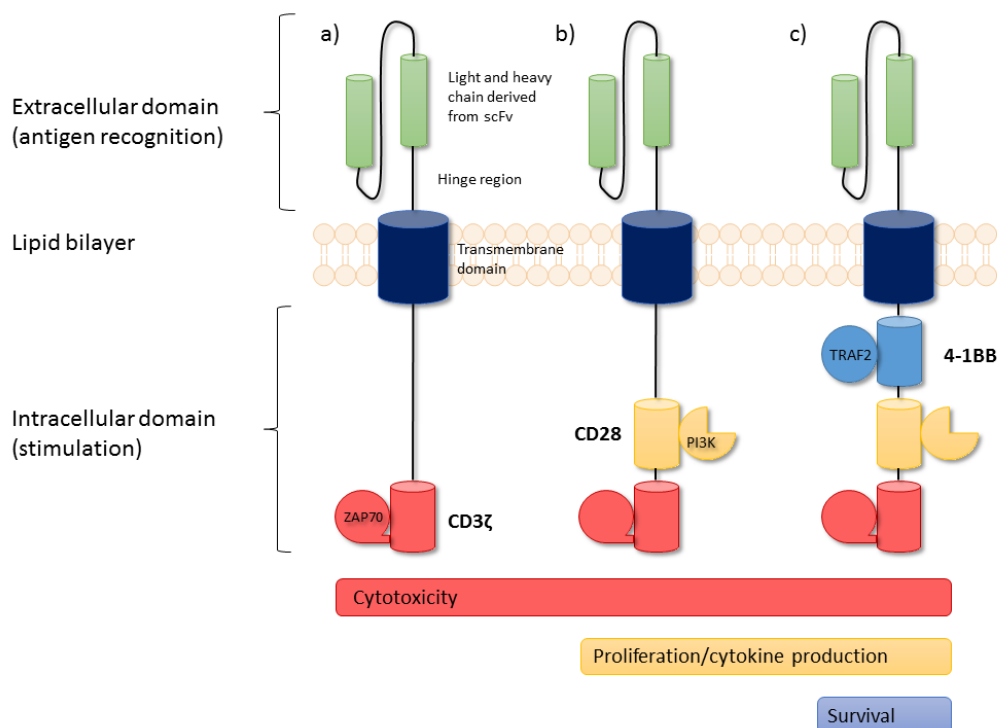 a)
b)
c)
Extracellular domain
(antigen recognition)
Light and heavy
chain derived
from scFv
Hinge region
Lipid bilayer
Transmembrane
domain
Intracellular domain
(stimulation)
TRAF2
4-1BB
CD28
PI3K
ZAP70
CD3ζ
Cytotoxicity
Proliferation/cytokine production
Survival